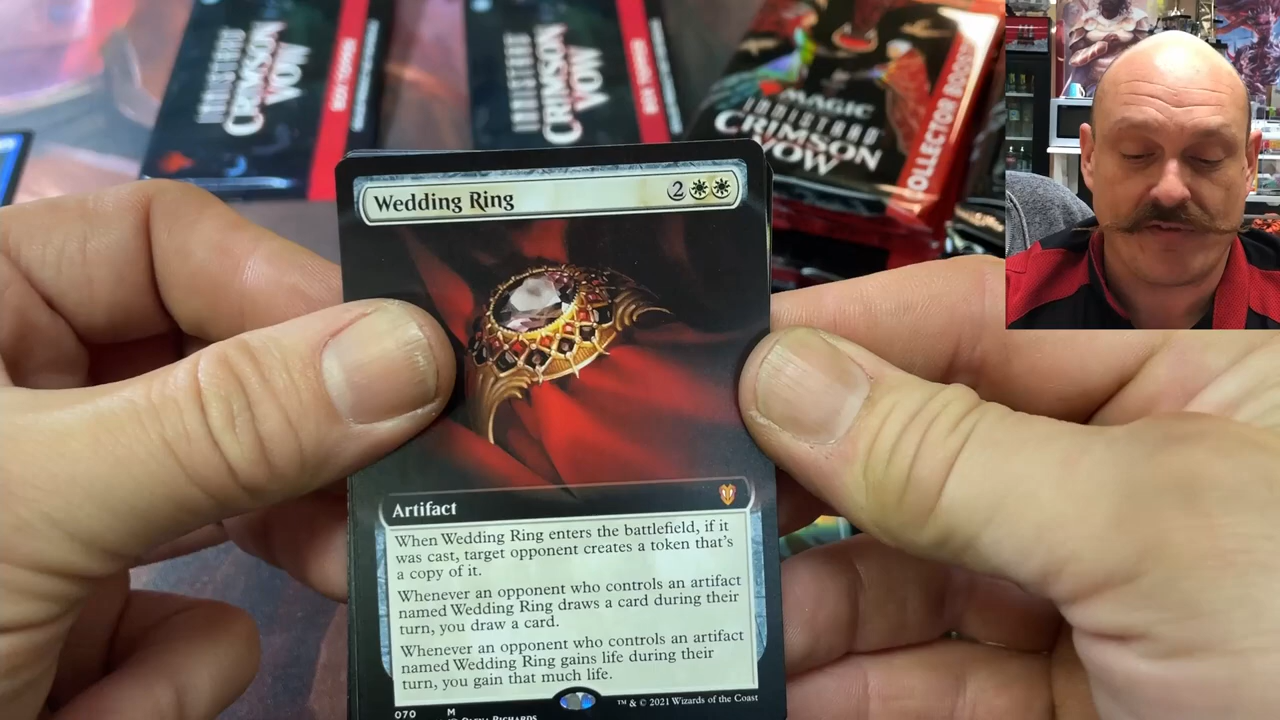 INNISTRAD
CRIMSON
VOW
INNISTRAD
CRIMSON
VOW
MAGIC
INNISTRAD
CRIMSON
VOW
COLLECTOR BOOSTER
Wedding Ring 2
Artifact
When Wedding Ring enters the battlefield, if it
was cast, target opponent creates a token that's
a copy of it.
Whenever an opponent who controls an artifact
named Wedding Ring draws a card during their
turn, you draw a card.
Whenever an opponent who controls an artifact
named Wedding Ring gains life during their
turn, you gain that much life.
070 M
™ & © 2021 Wizards of the Coast
Olena Richards